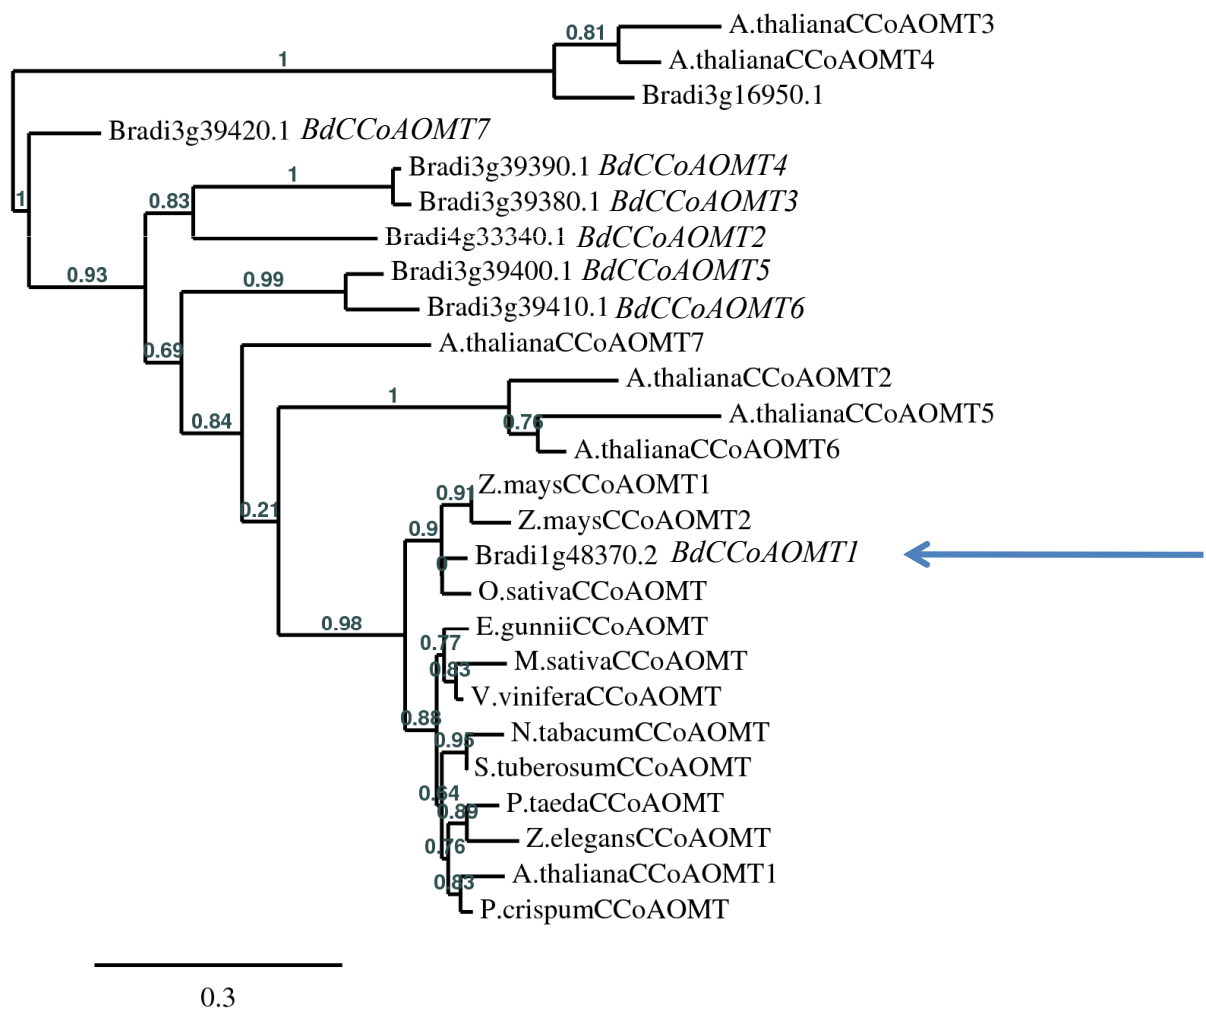 A.thalianaCCoAOMT3
0.81
A.thalianaCCoAOMT4
1
Bradi3g16950.1
Bradi3g39420.1 BdCCoAOMT7
Bradi3g39390.1 BdCCoAOMT4
1
1
0.83
Bradi3g39380.1 BdCCoAOMT3
Bradi4g33340.1 BdCCoAOMT2
0.93
0.99
Bradi3g39400.1 BdCCoAOMT5
Bradi3g39410.1 BdCCoAOMT6
0.69
A.thalianaCCoAOMT7
A.thalianaCCoAOMT2
1
0.84
0.76
A.thalianaCCoAOMT5
A.thalianaCCoAOMT6
0.21
0.91
Z.maysCCoAOMT1
Z.maysCCoAOMT2
0.9
Bradi1g48370.2 BdCCoAOMT1
0
O.sativaCCoAOMT
0.98
E.gunniiCCoAOMT
0.77
M.sativaCCoAOMT
0.83
V.viniferaCCoAOMT
0.88
N.tabacumCCoAOMT
0.95
S.tuberosumCCoAOMT
0.64
P.taedaCCoAOMT
0.89
Z.elegansCCoAOMT
0.76
A.thalianaCCoAOMT1
0.83
P.crispumCCoAOMT
0.3